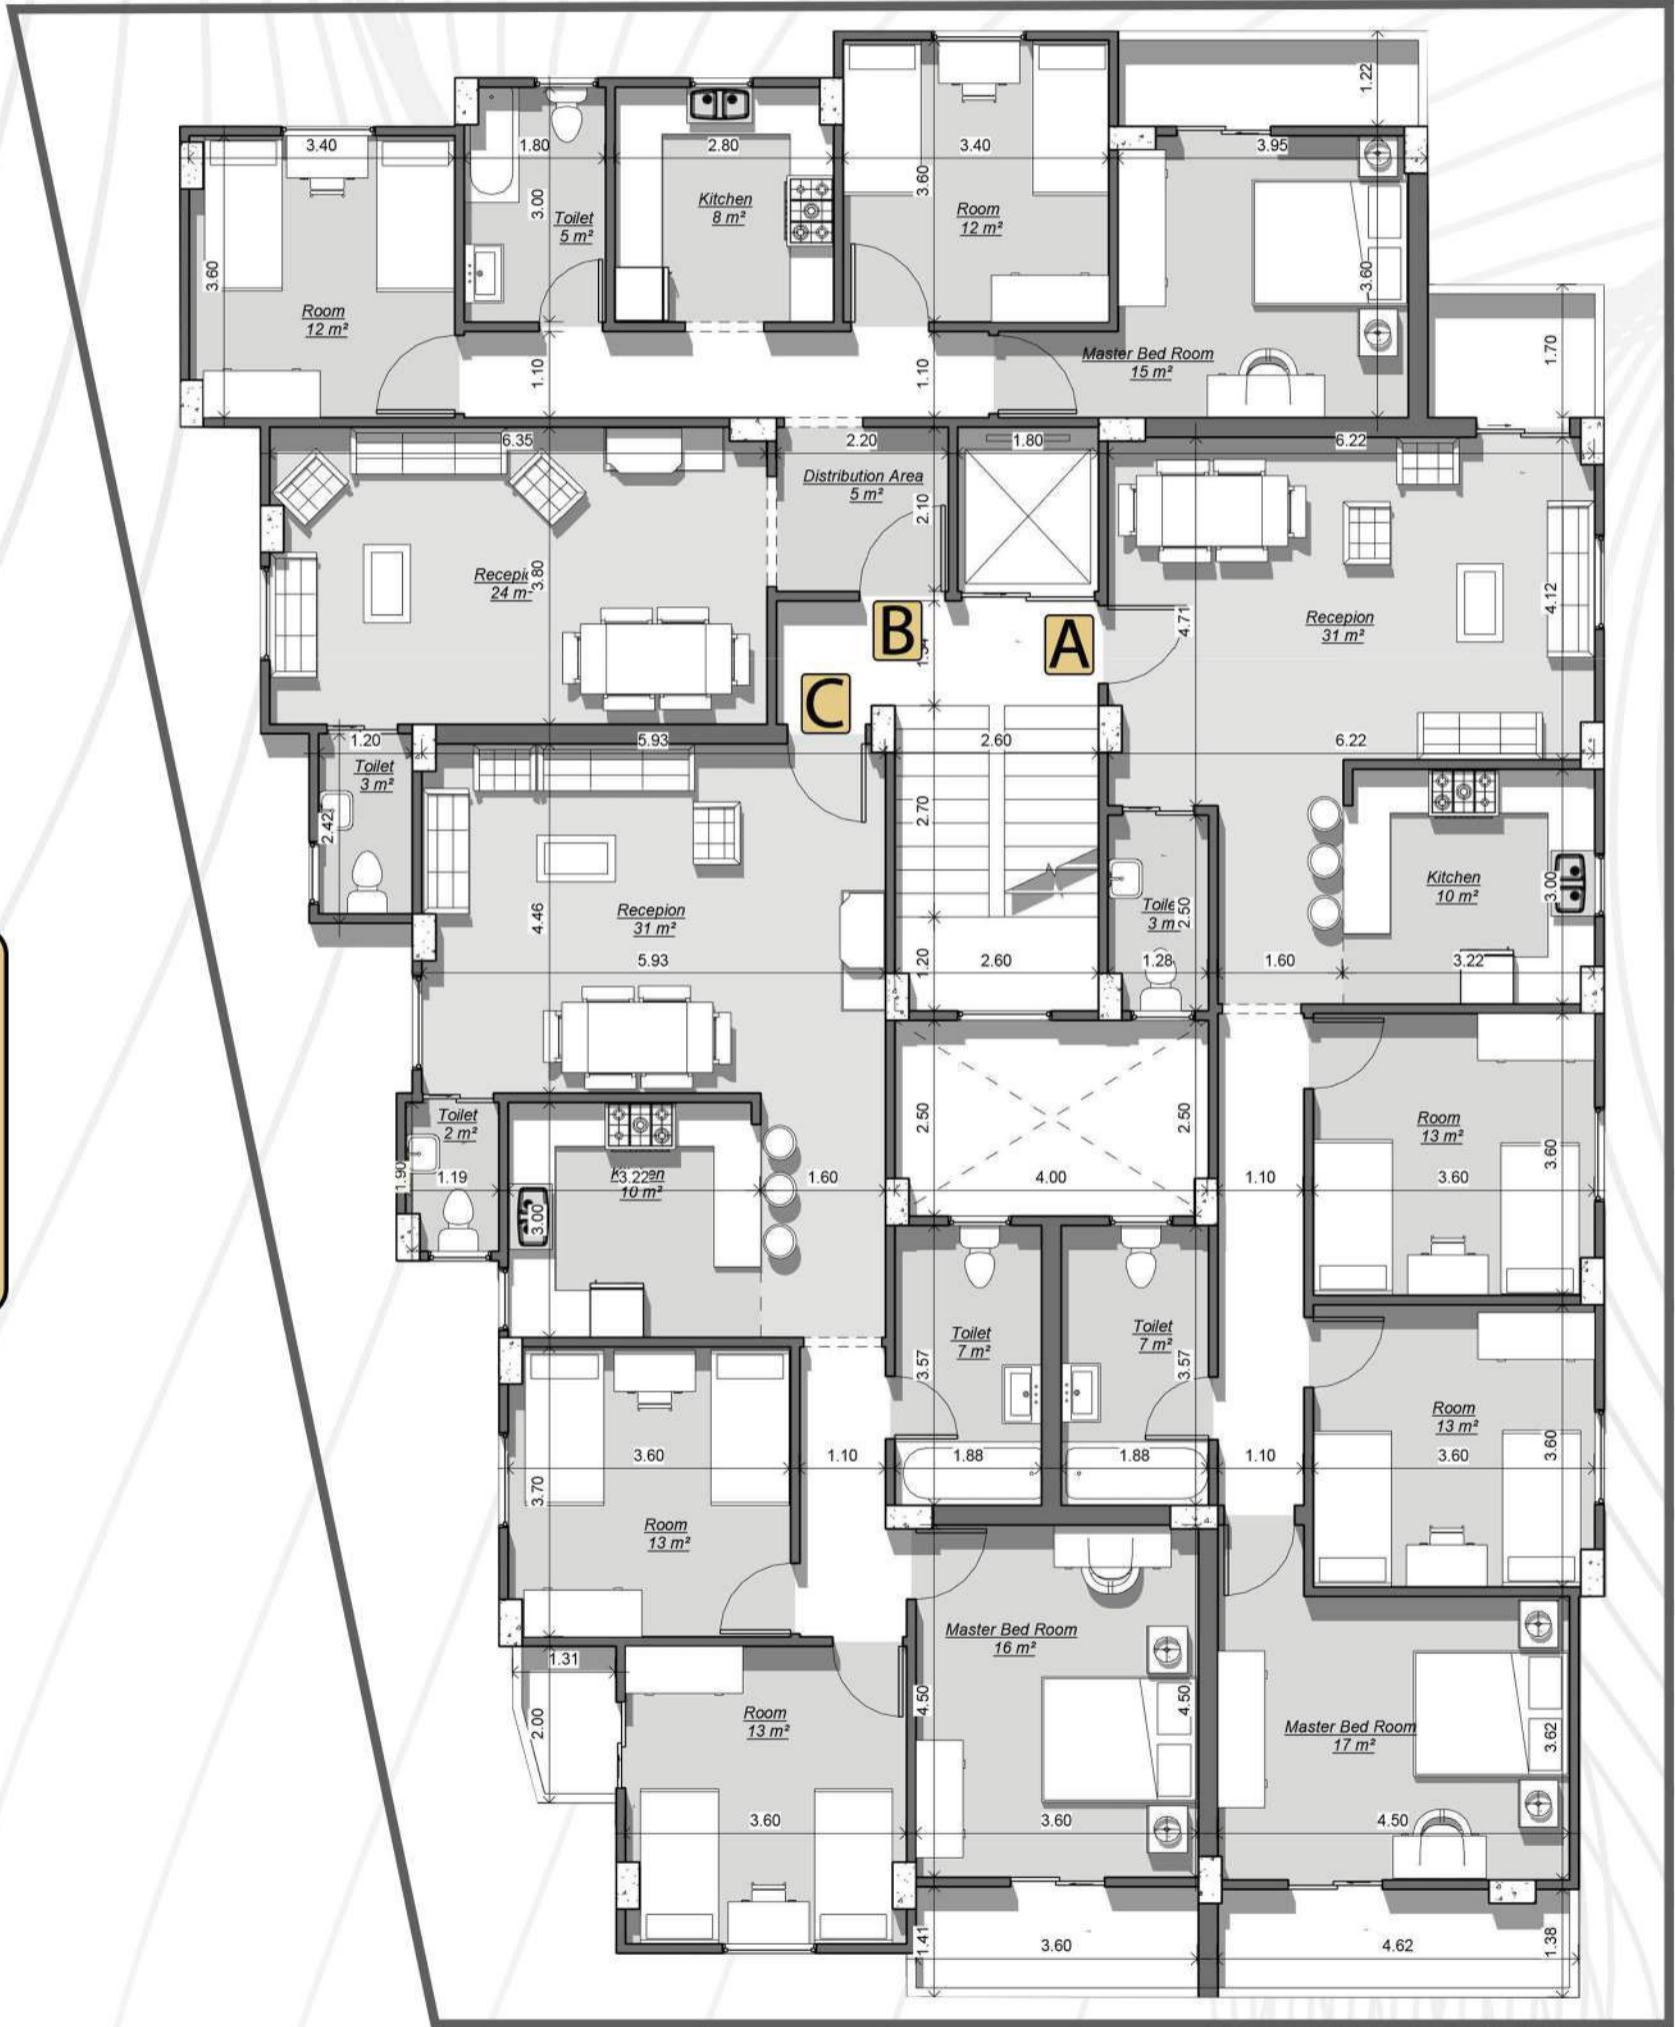 1.22
3.40
1.80
2.80
3.40
3.95
3.60
3.00
Toilet
5 m²
Kitchen
8 m²
3.60
Room
12 m²
3.60
Room
12 m²
1.70
Master Bed Room
15 m²
1.10
1.10
6.35
2.20
1.80
6.22
Distribution Area
5 m²
2.10
3.80
24 m²
4.12
Recepion
31 m²
4.71
B
A
C
1.20
5.93
2.60
6.22
Toilet
3 m²
2.42
2.70
Kitchen
10 m²
3.00
Recepion
31 m²
4.46
2.50
3 m²
5.93
1.20
2.60
1.28
1.60
3.22
Toilet
2 m²
2.50
2.50
Room
13 m²
3.60
1.90
1.19
3.22
10 m²
1.60
4.00
1.10
3.60
3.00
Toilet
7 m²
Toilet
7 m²
3.57
3.57
Room
13 m²
3.60
3.60
1.10
1.88
1.88
1.10
3.60
3.70
Room
13 m²
Master Bed Room
16 m²
1.31
2.00
Room
13 m²
4.50
4.50
Master Bed Room
17 m²
3.62
3.60
3.60
4.50
1.41
3.60
4.62
1.38